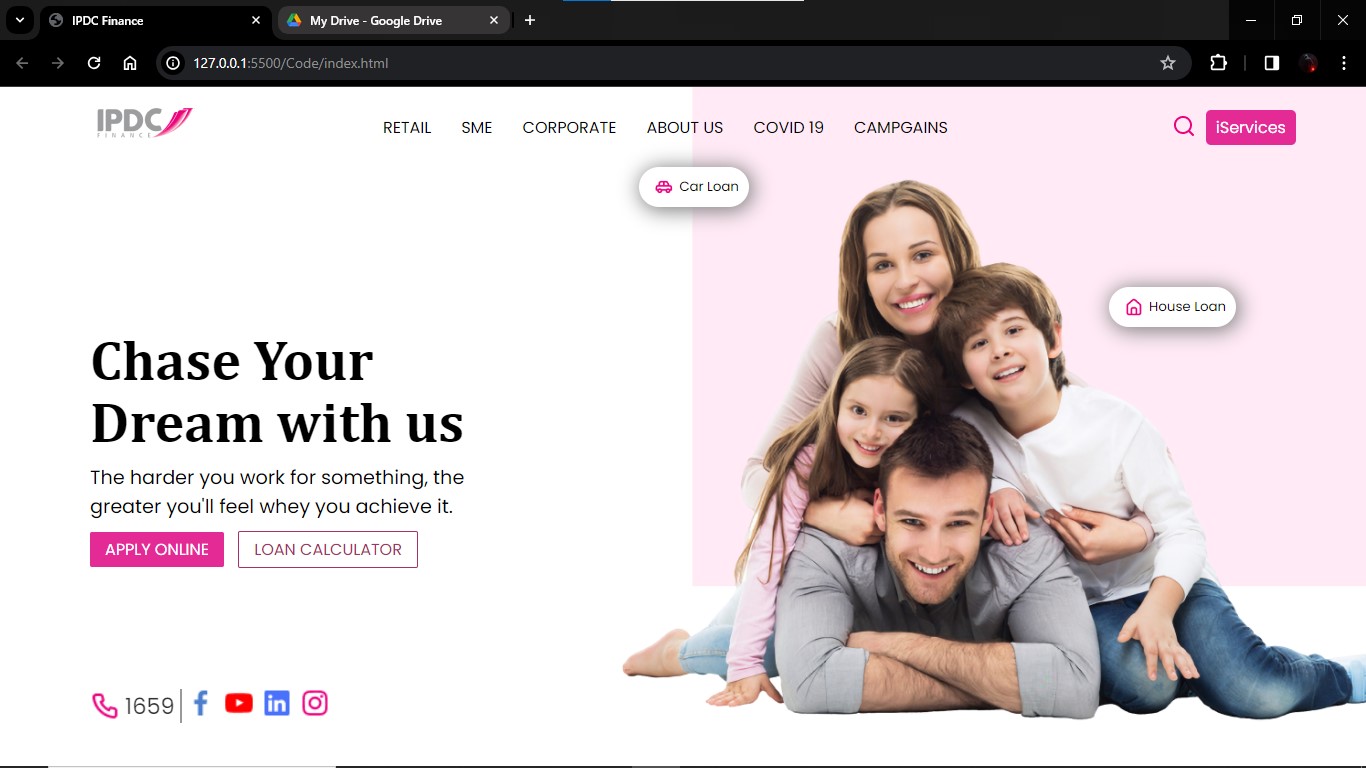 IPDC Finance
My Drive - Google Drive
127.0.0.1:5500/Code/index.html
IPDC
FINANCE
RETAIL SME CORPORATE ABOUT US COVID 19 CAMPGAINS
iServices
Car Loan
House Loan
Chase Your
Dream with us
The harder you work for something, the
greater you'll feel whey you achieve it.
APPLY ONLINE LOAN CALCULATOR
1659
in